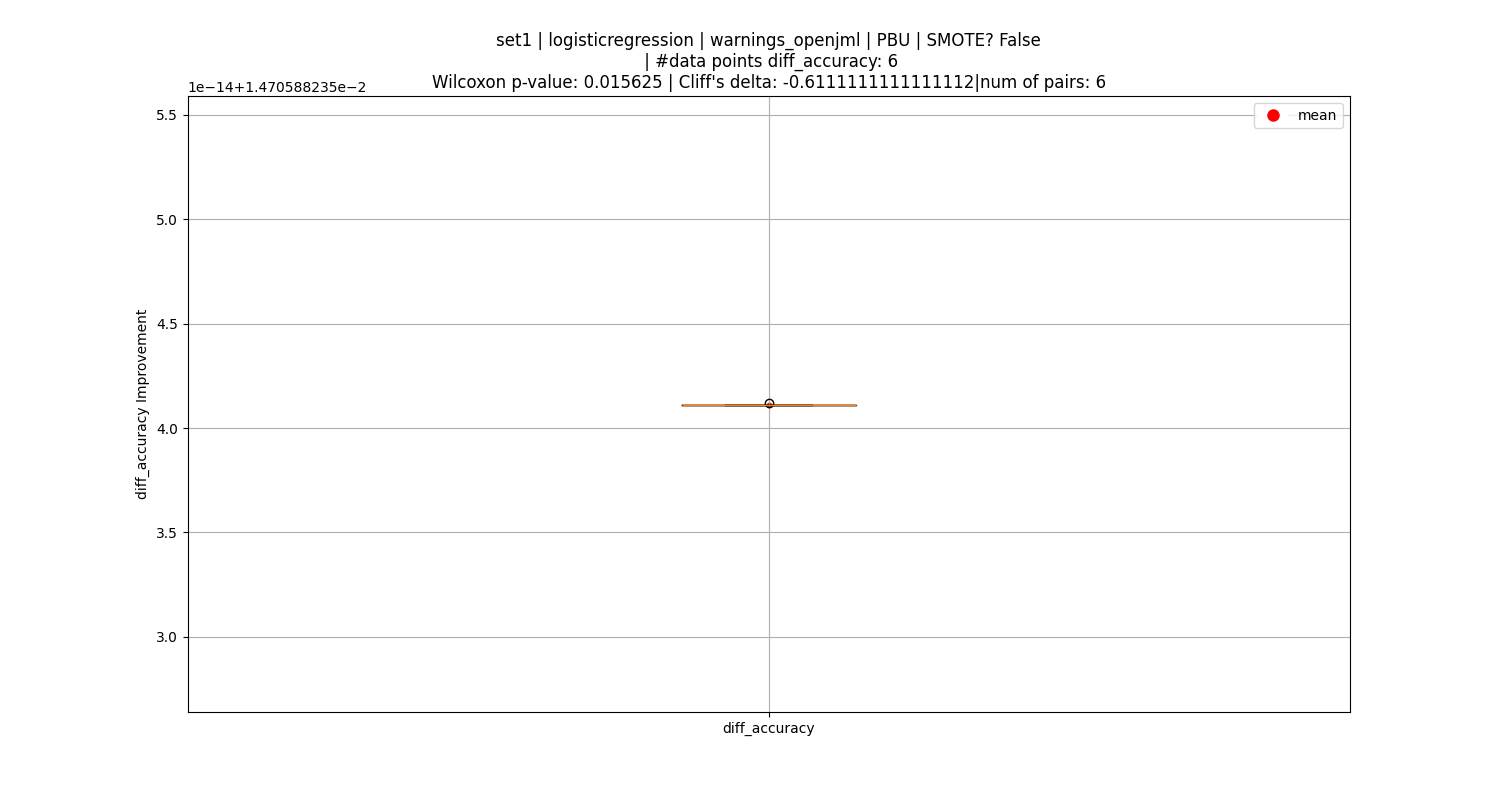 set1 | logisticregression | warnings_openjml | PBU | SMOTE? False
| #data points diff_accuracy: 6
Wilcoxon p-value: 0.015625 | Cliff's delta: -0.6111111111111112|num of pairs: 6
1e−14+1.470588235e−2
mean
5.5
5.0
4.5
4.0
3.5
3.0
diff_accuracy Improvement
diff_accuracy